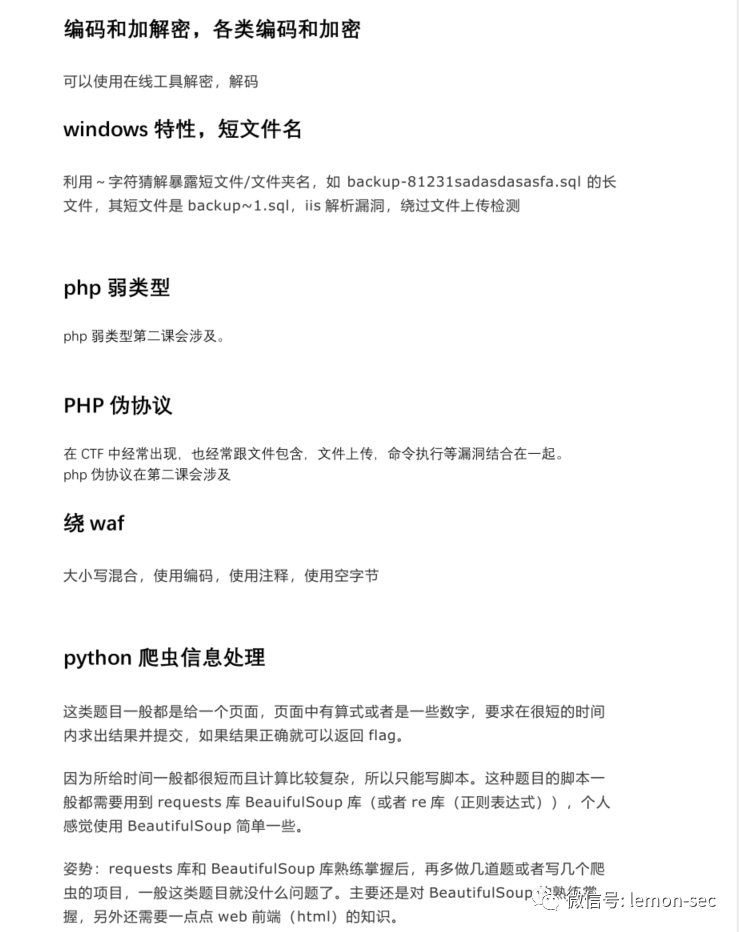 编码和加解密，各类编码和加密
可以使用在线工具解密，解码
windows 特性，短文件名
利用～字符猜解暴露短文件/文件夹名，如 backup-81231sadasdasasfa.sql 的长
文件，其短文件是 backup~1.sql，iis 解析漏洞，绕过文件上传检测
php 弱类型
php 弱类型第二课会涉及。
PHP 伪协议
在 CTF 中经常出现，也经常跟文件包含，文件上传，命令执行等漏洞结合在一起。
php 伪协议在第二课会涉及
绕 waf
大小写混合，使用编码，使用注释，使用空字节
python 爬虫信息处理
这类题目一般都是给一个页面，页面中有算式或者是一些数字，要求在很短的时间
内求出结果并提交，如果结果正确就可以返回 flag。
因为所给时间一般都很短而且计算比较复杂，所以只能写脚本。这种题目的脚本一
般都需要用到 requests 库 BeauifulSoup 库（或者 re 库（正则表达式）），个人
感觉使用 BeautifulSoup 简单一些。
姿势：requests 库和 BeautifulSoup 库熟练掌握后，再多做几道题或者写几个爬
虫的项目，一般这类题目就没什么问题了。主要还是对 BeautifulSoup 熟练掌
握，另外还需要一点点 web 前端（html）的知识。
微信号: lemon-sec